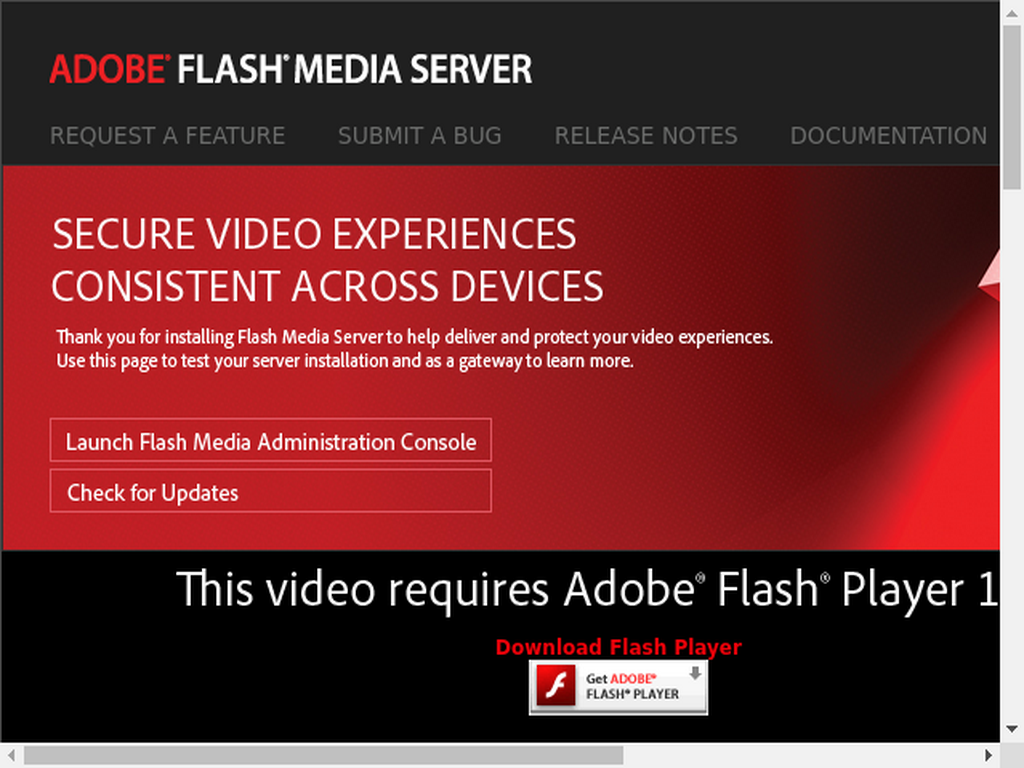 ADOBE® FLASH® MEDIA SERVER
REQUEST A FEATURE SUBMIT A BUG RELEASE NOTES DOCUMENTATION
SECURE VIDEO EXPERIENCES
CONSISTENT ACROSS DEVICES
Thank you for installing Flash Media Server to help deliver and protect your video experiences.
Use this page to test your server installation and as a gateway to learn more.
Launch Flash Media Administration Console
Check for Updates
This video requires Adobe® Flash® Player 1
Download Flash Player
Get ADOBE®
FLASH® PLAYER